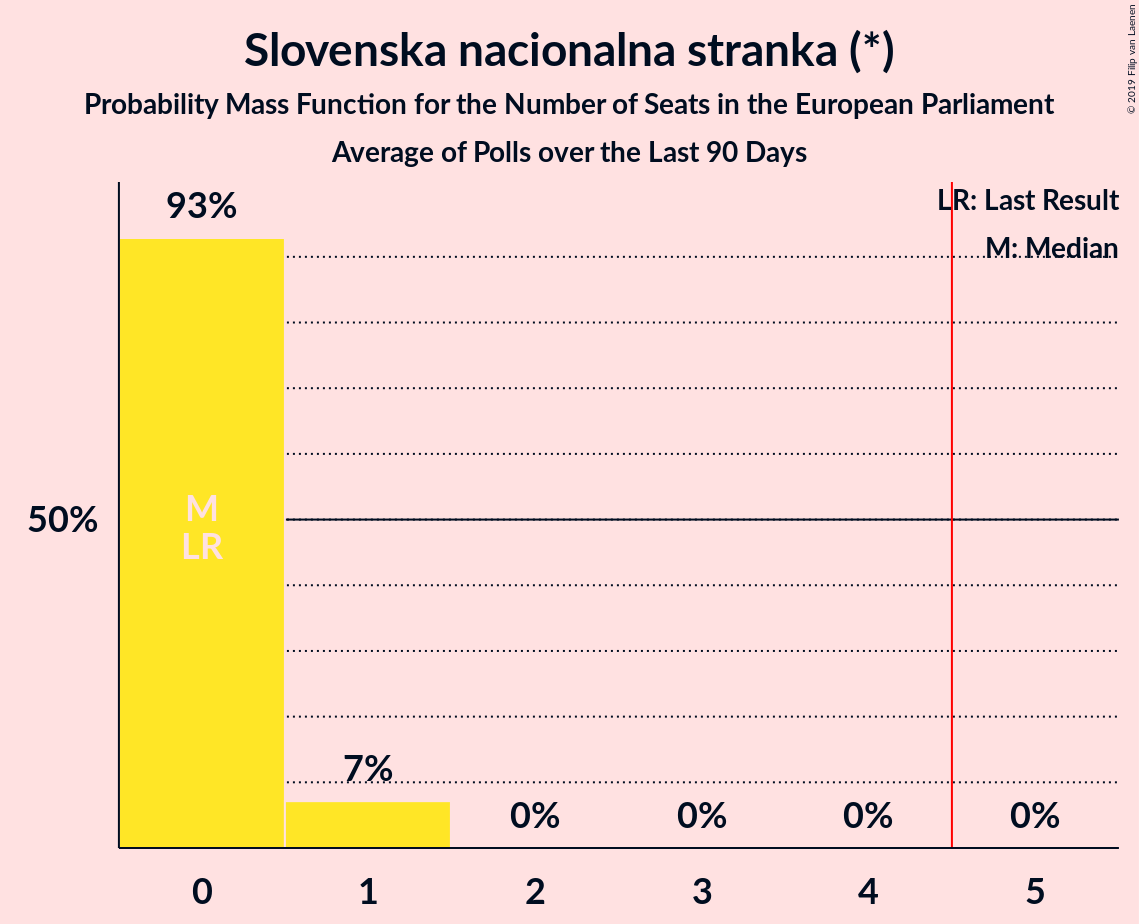 Slovenska nacionalna stranka (*)
Probability Mass Function for the Number of Seats in the European Parliament
Average of Polls over the Last 90 Days
© 2019 Filip van Laenen
LR: Last Result
M: Median
93%
50%
M
LR
7%
0%
0%
0%
0%
0
1
2
3
4
5